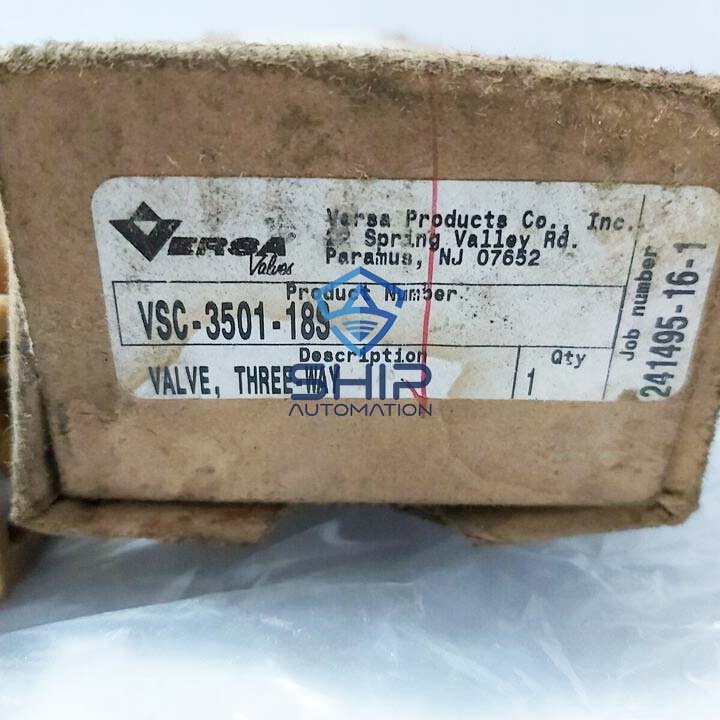 VERSA
Valves
Versa Products Co., Inc.
Spring Valley Rd.
Paramus, NJ 07652
Product Number
VSC-3501-189
Description
VALVE, THREE-WAY
Qty
1
Job number
241495-16-1
SHIP
AUTOMATION